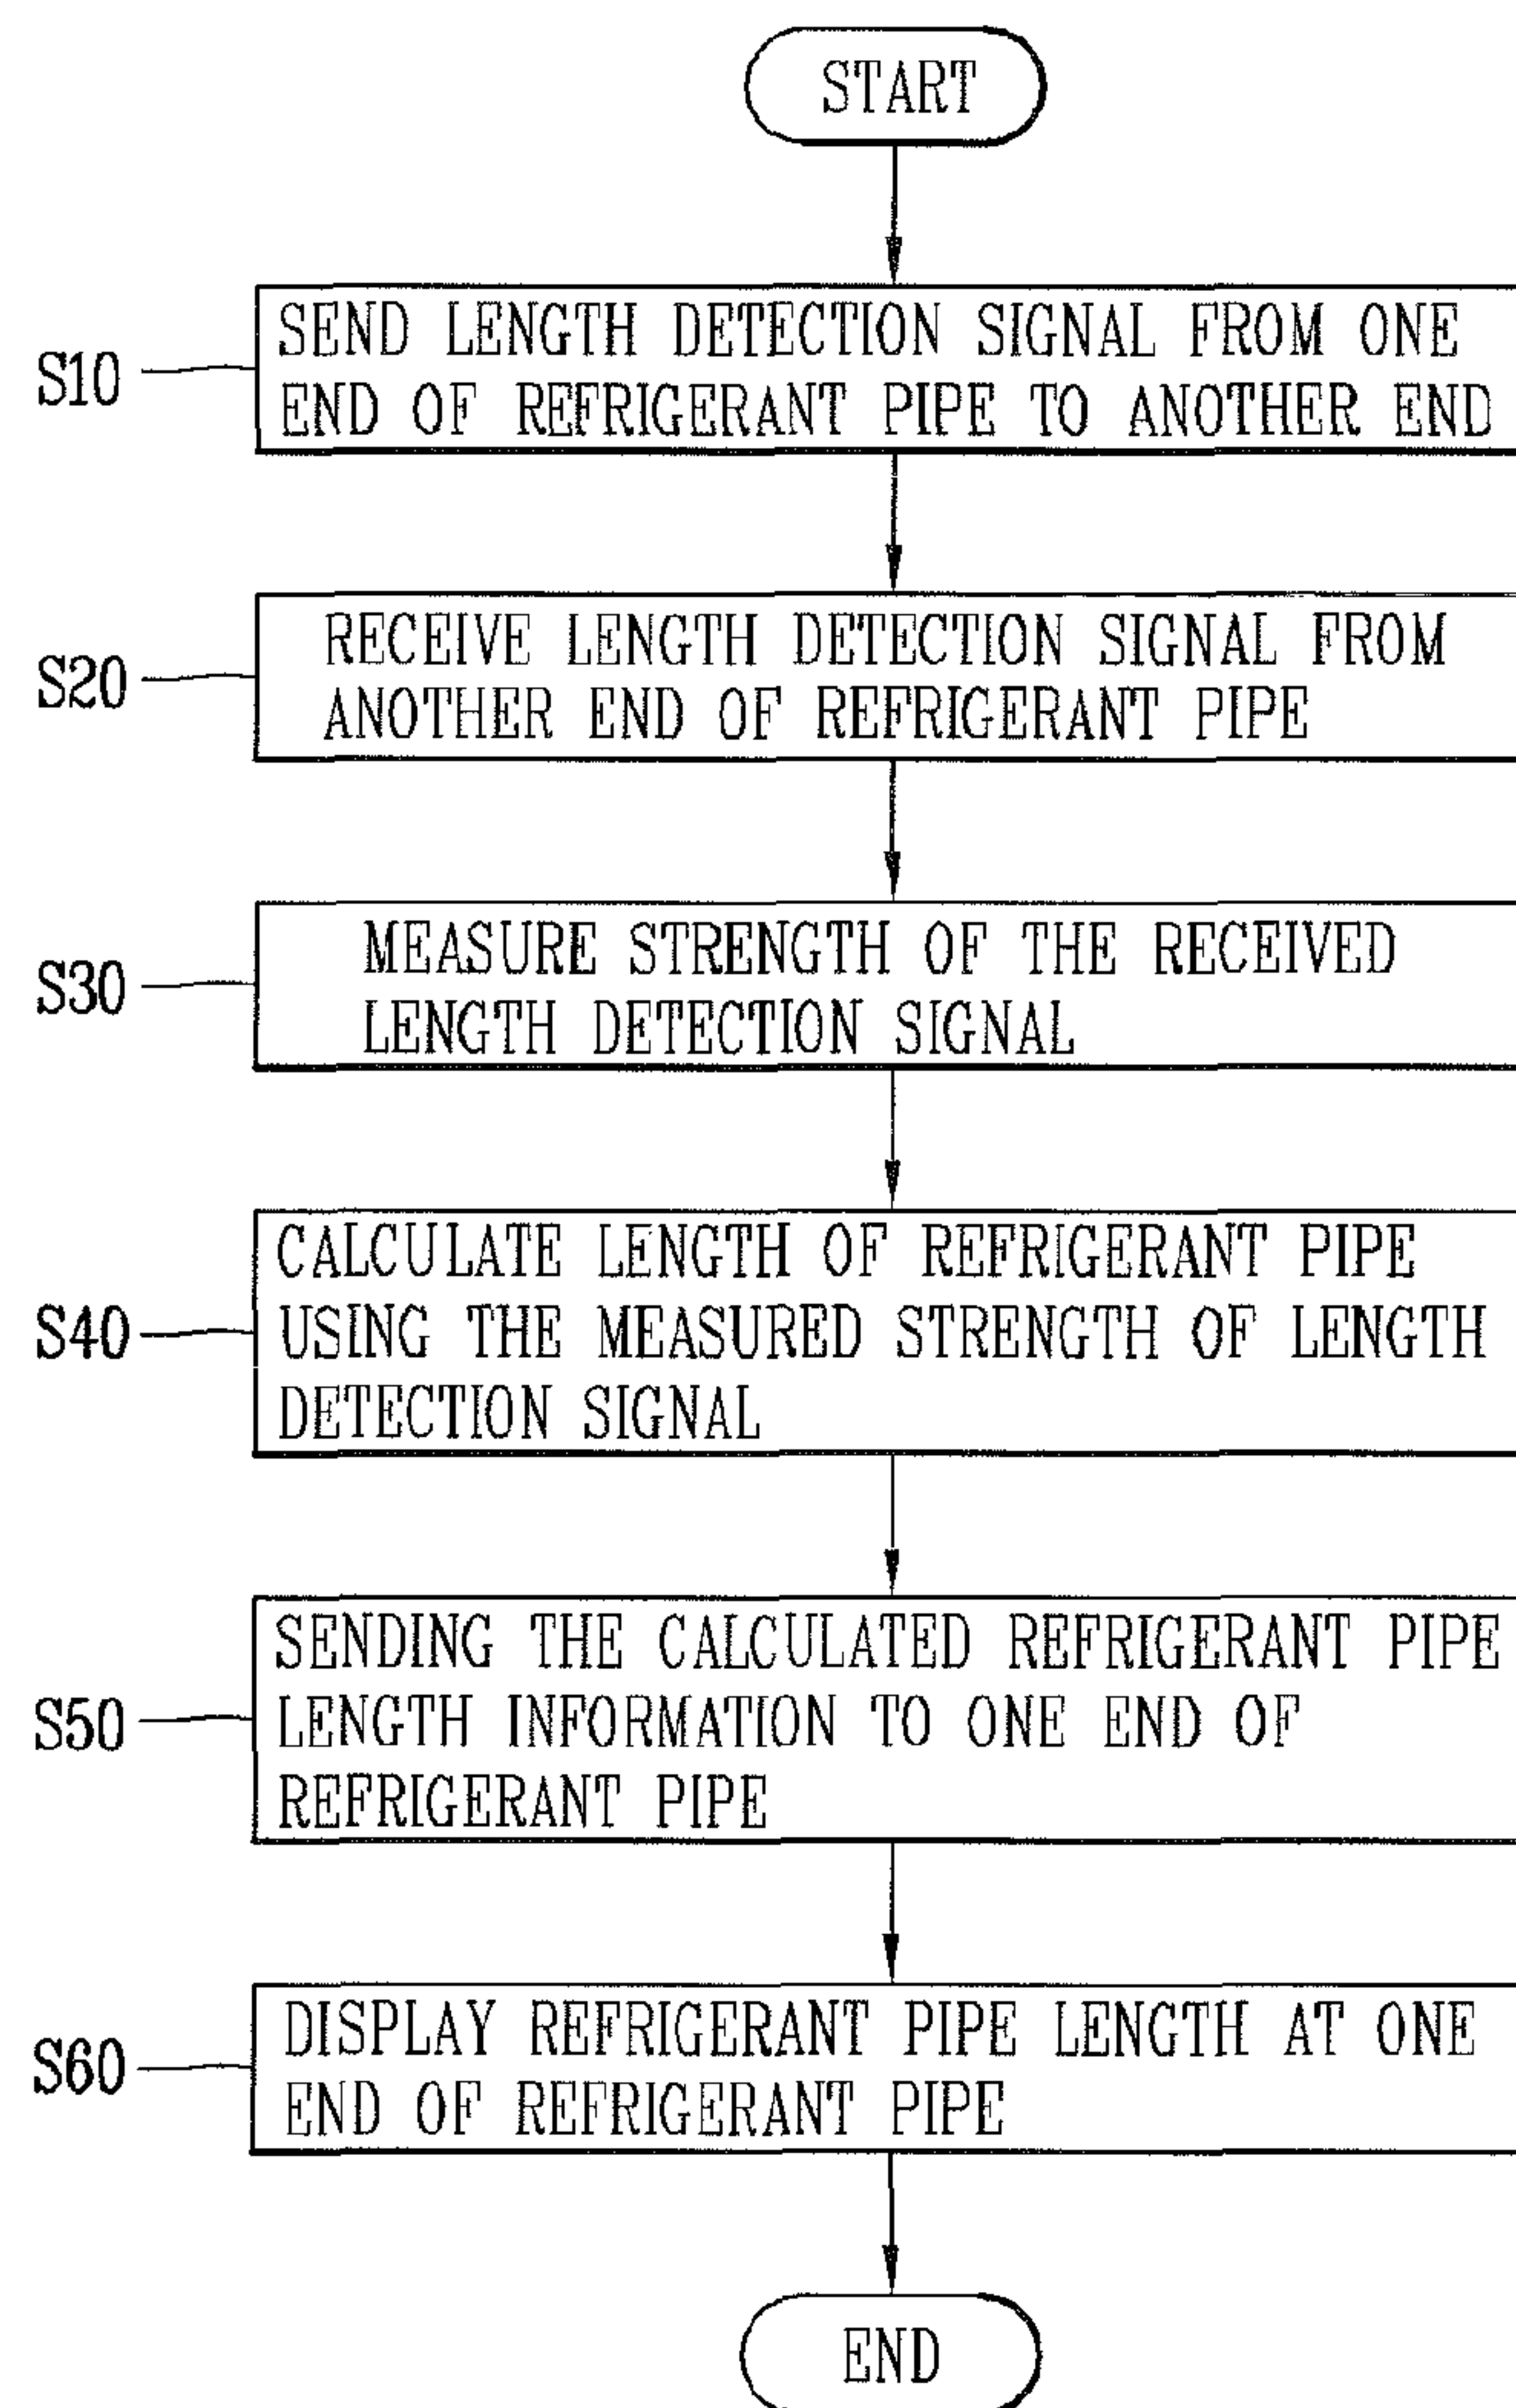 START
S10
SEND LENGTH DETECTION SIGNAL FROM ONE
END OF REFRIGERANT PIPE TO ANOTHER END
S20
RECEIVE LENGTH DETECTION SIGNAL FROM
ANOTHER END OF REFRIGERANT PIPE
S30
MEASURE STRENGTH OF THE RECEIVED
LENGTH DETECTION SIGNAL
S40
CALCULATE LENGTH OF REFRIGERANT PIPE
USING THE MEASURED STRENGTH OF LENGTH
DETECTION SIGNAL
S50
SENDING THE CALCULATED REFRIGERANT PIPE
LENGTH INFORMATION TO ONE END OF
REFRIGERANT PIPE
S60
DISPLAY REFRIGERANT PIPE LENGTH AT ONE
END OF REFRIGERANT PIPE
END